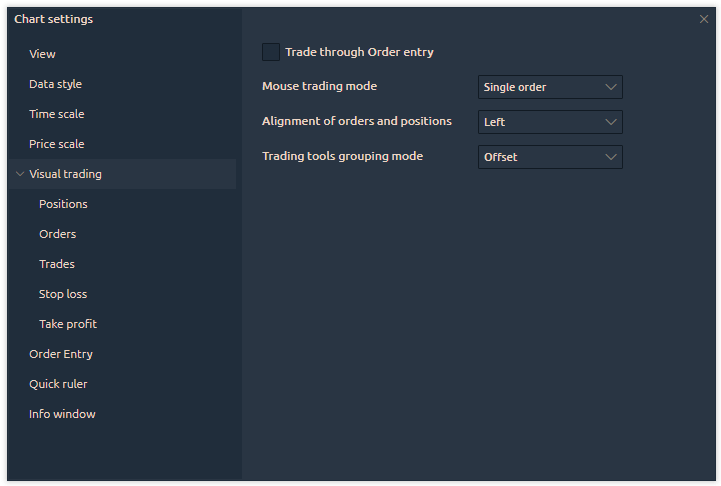 Chart settings
View
Data style
Time scale
Price scale
Visual trading
Positions
Orders
Trades
Stop loss
Take profit
Order Entry
Quick ruler
Info window
Trade through Order entry
Mouse trading mode Single order
Alignment of orders and positions Left
Trading tools grouping mode Offset